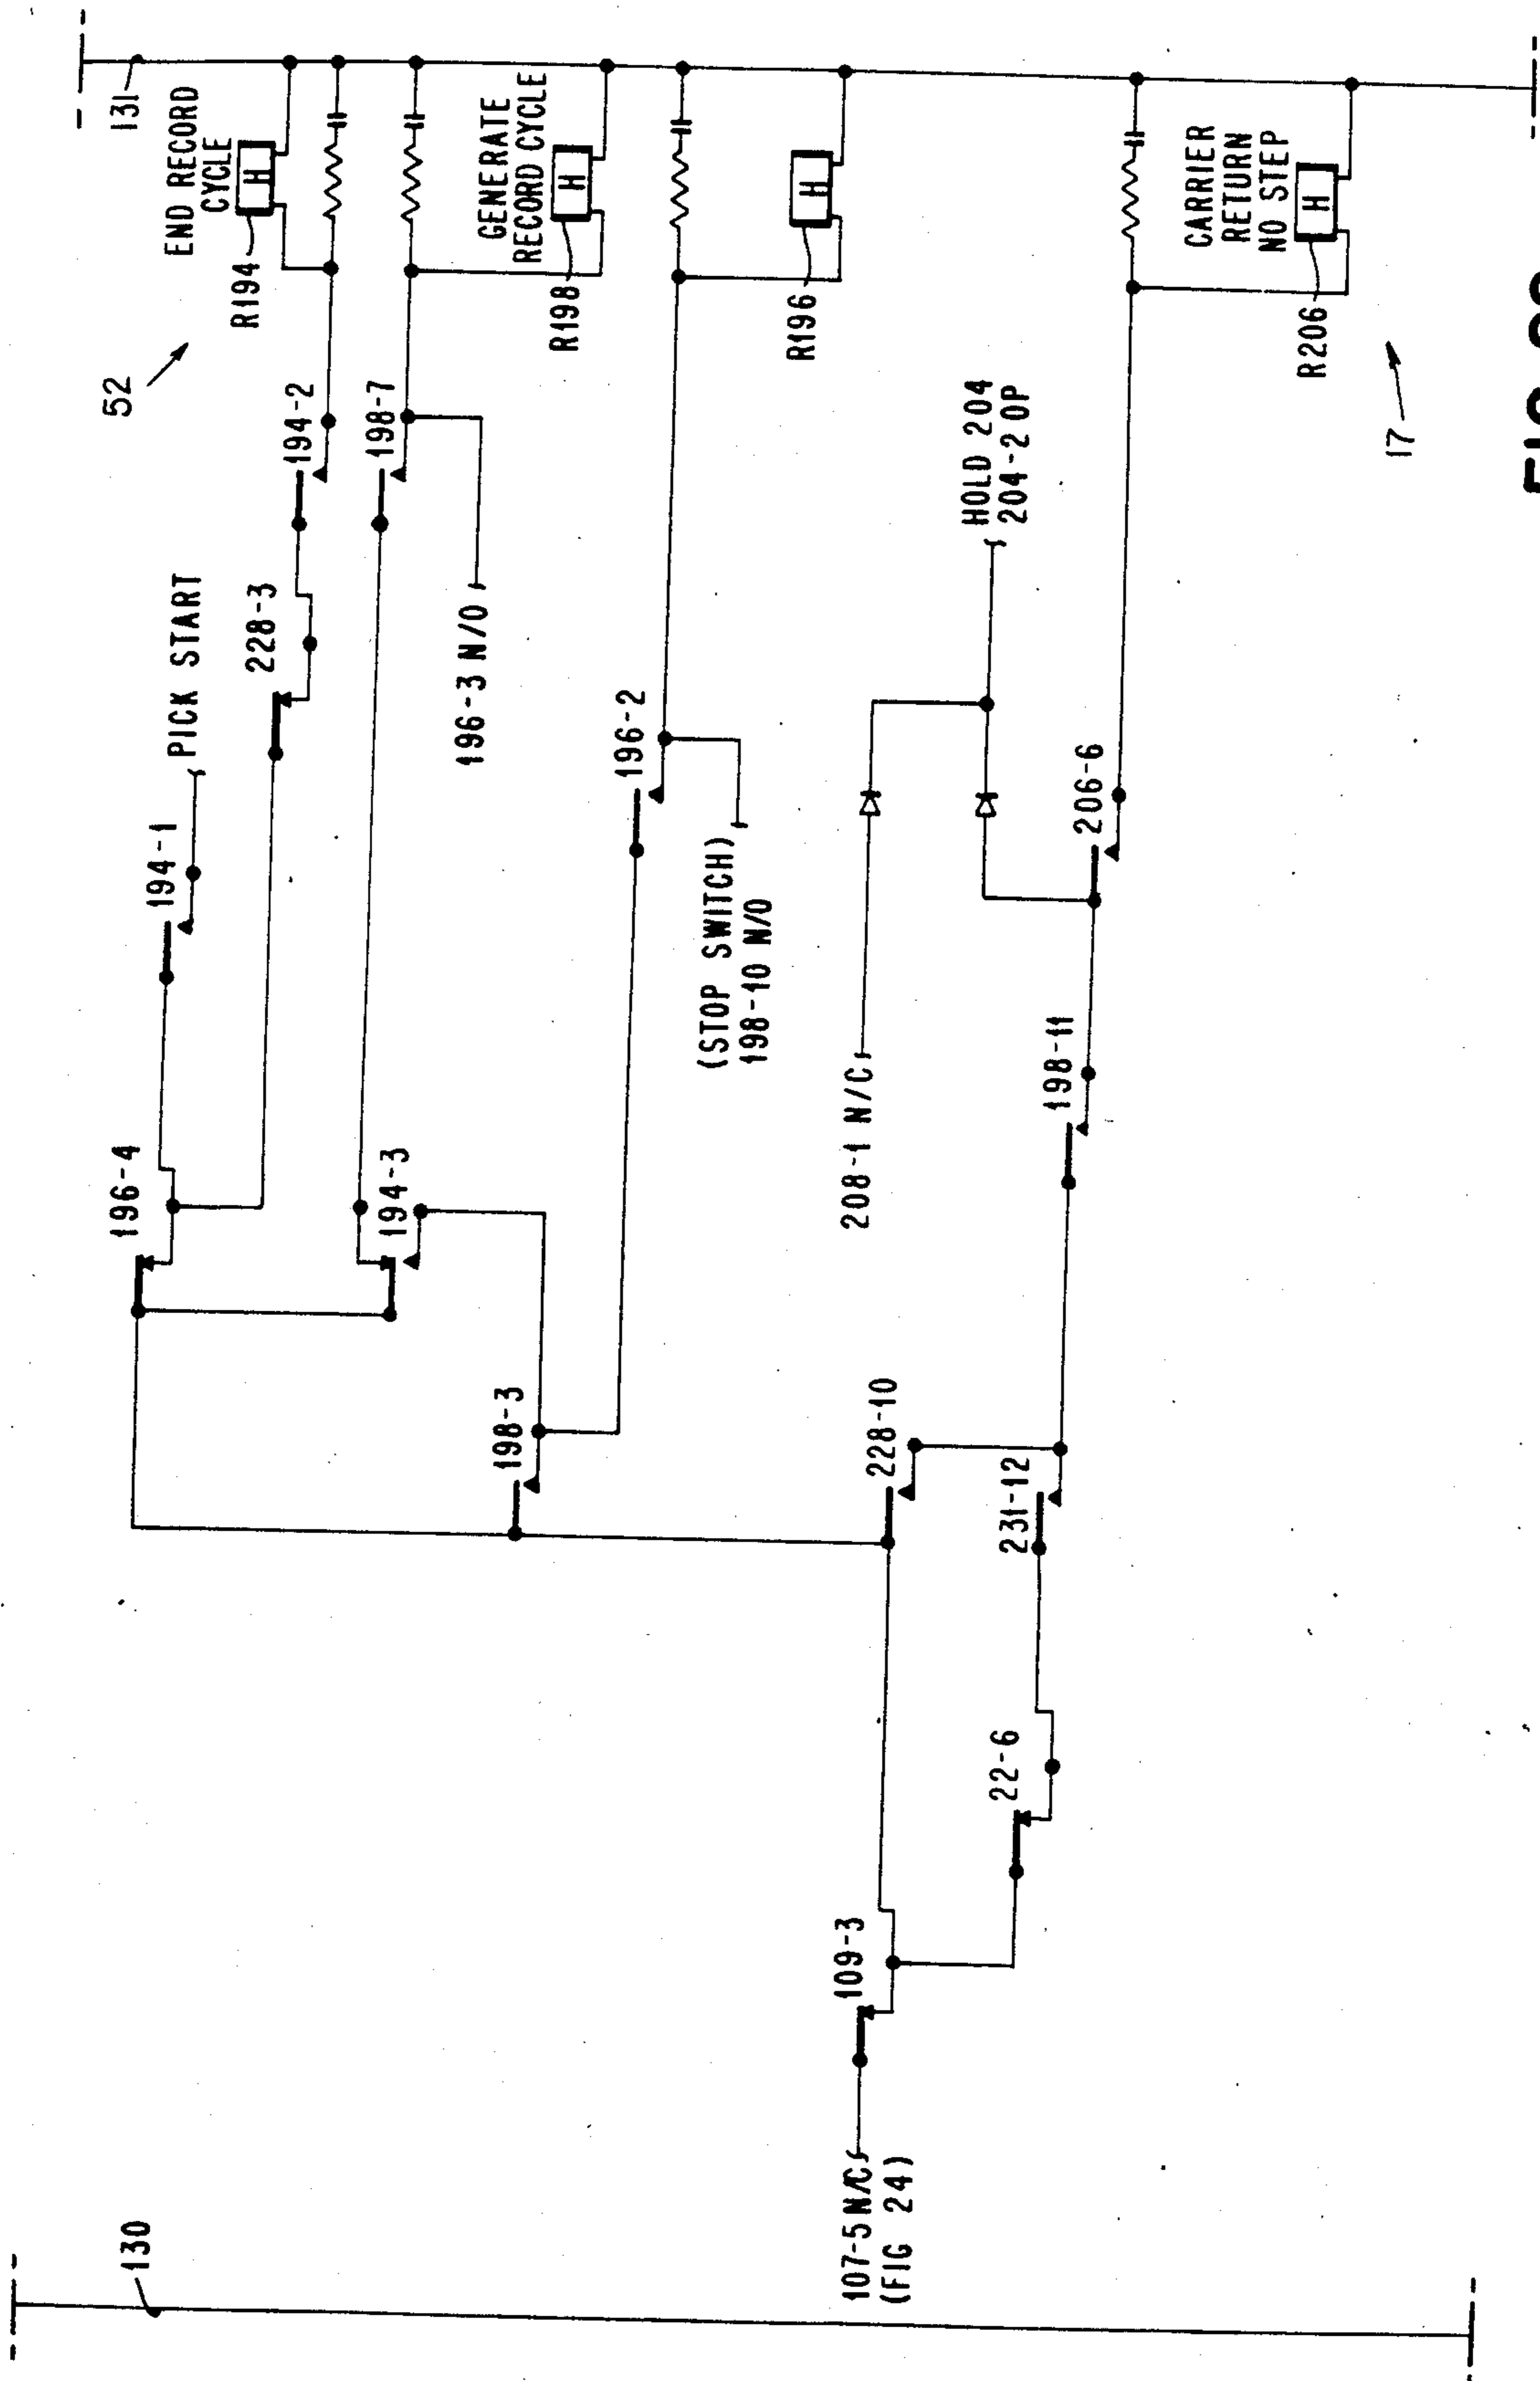 131
END RECORD
CYCLE
R194
52
194-2
228-3
PICK START
194-1
196-4
198-7
GENERATE
RECORD CYCLE
R198
196-3 N/O
194-3
198-3
196-2
R196
(STOP SWITCH)
198-10 N/O
HOLD 204
204-2 OP
208-1 N/C
228-10
206-6
198-11
231-12
CARRIER
RETURN
NO STEP
R206
17
22-6
109-3
107-5 N/C
(FIG 24)
130